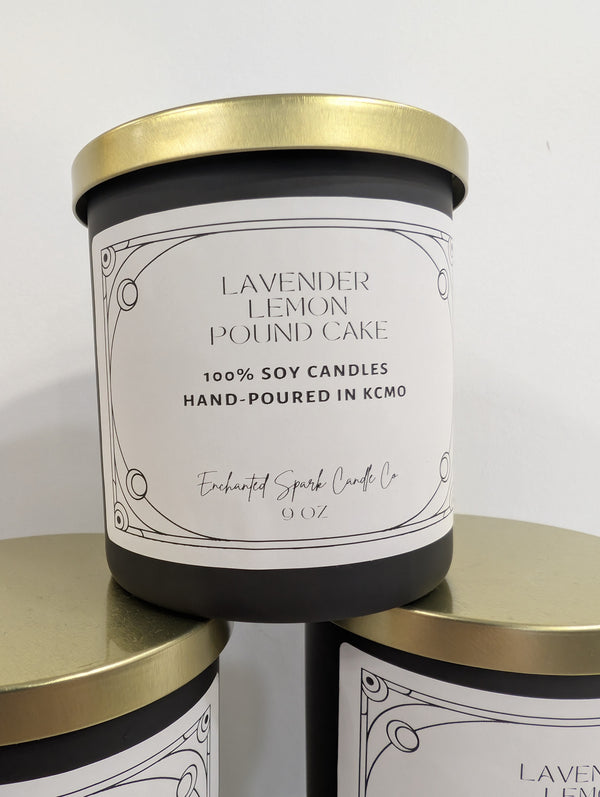 LAVENDER
LEMON
POUND CAKE
100% SOY CANDLES
HAND-POURED IN KCMO
Enchanted Spark Candle Co
9 OZ